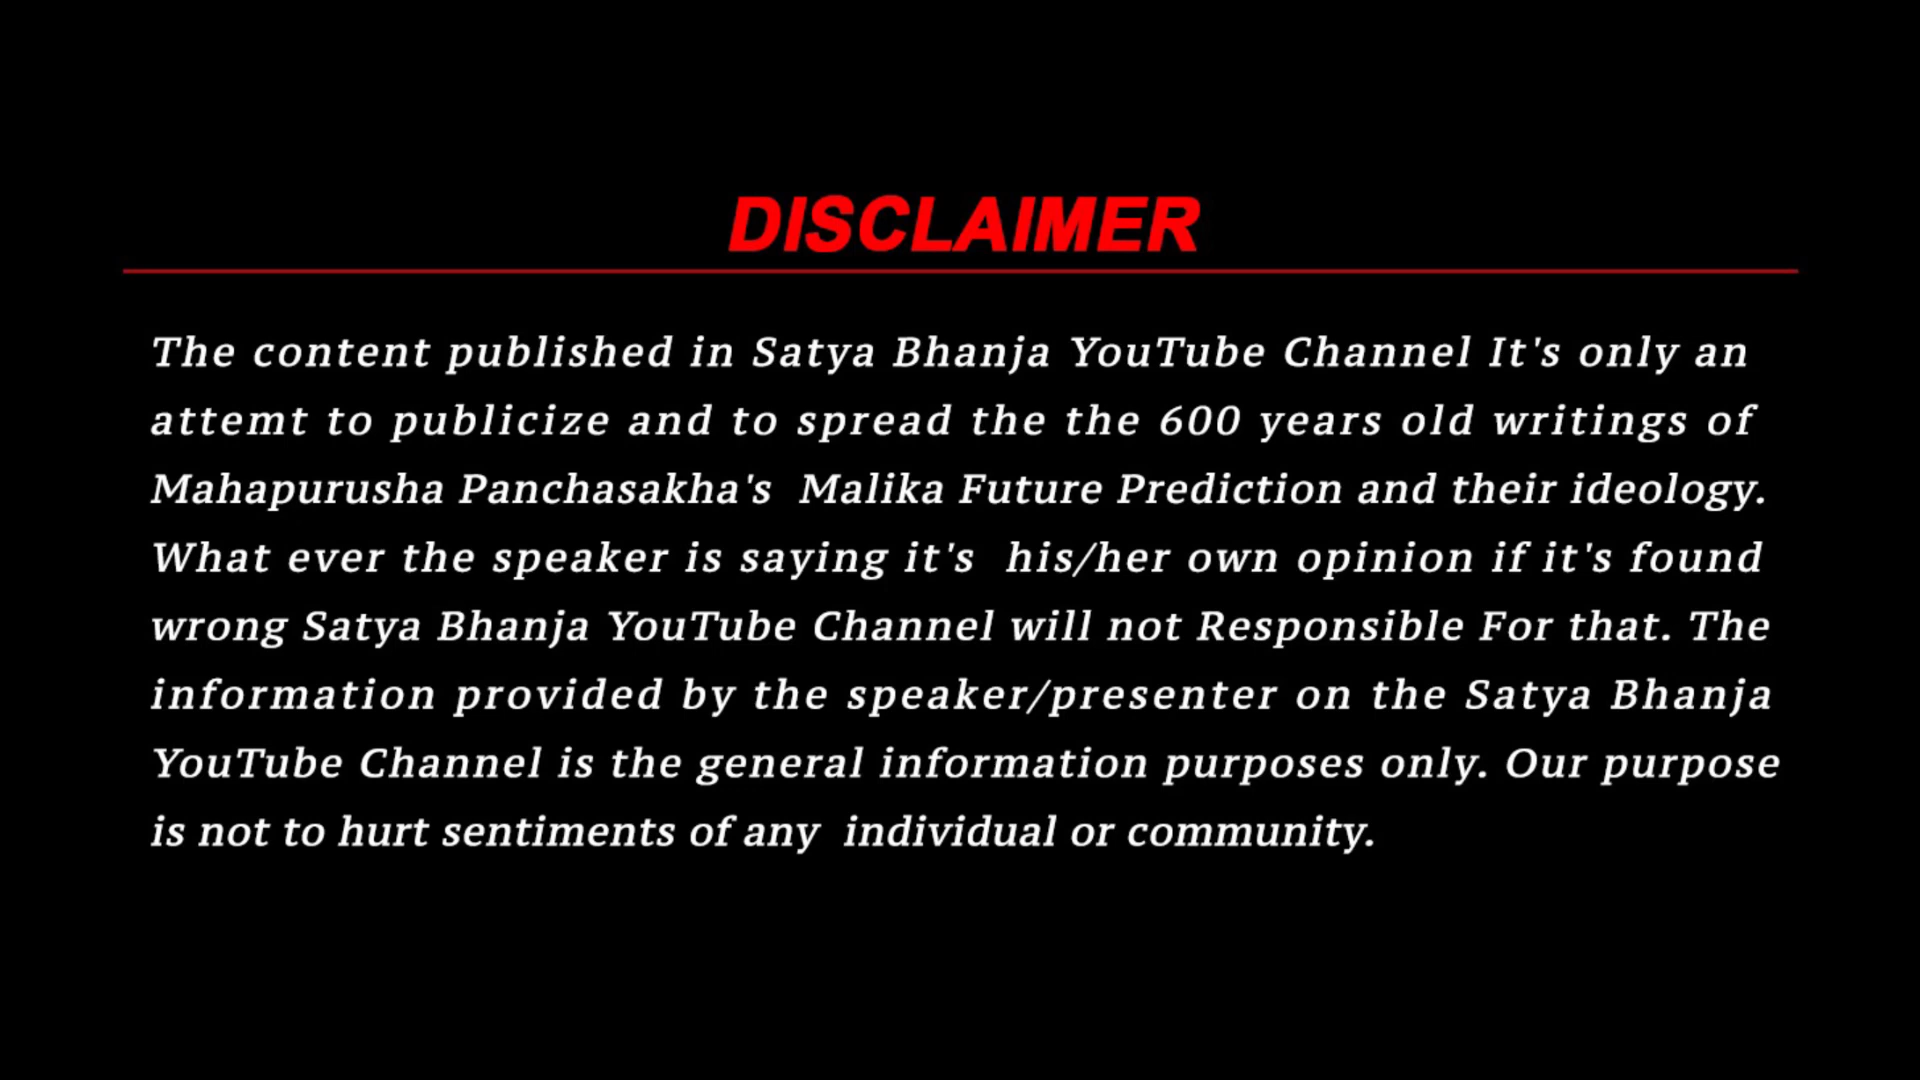 DISCLAIMER
The content published in Satya Bhanja YouTube Channel It's only an
attemt to publicize and to spread the the 600 years old writings of
Mahapurusha Panchasakha's Malika Future Prediction and their ideology.
What ever the speaker is saying it's his/her own opinion if it's found
wrong Satya Bhanja YouTube Channel will not Responsible For that. The
information provided by the speaker/presenter on the Satya Bhanja
YouTube Channel is the general information purposes only. Our purpose
is not to hurt sentiments of any individual or community.